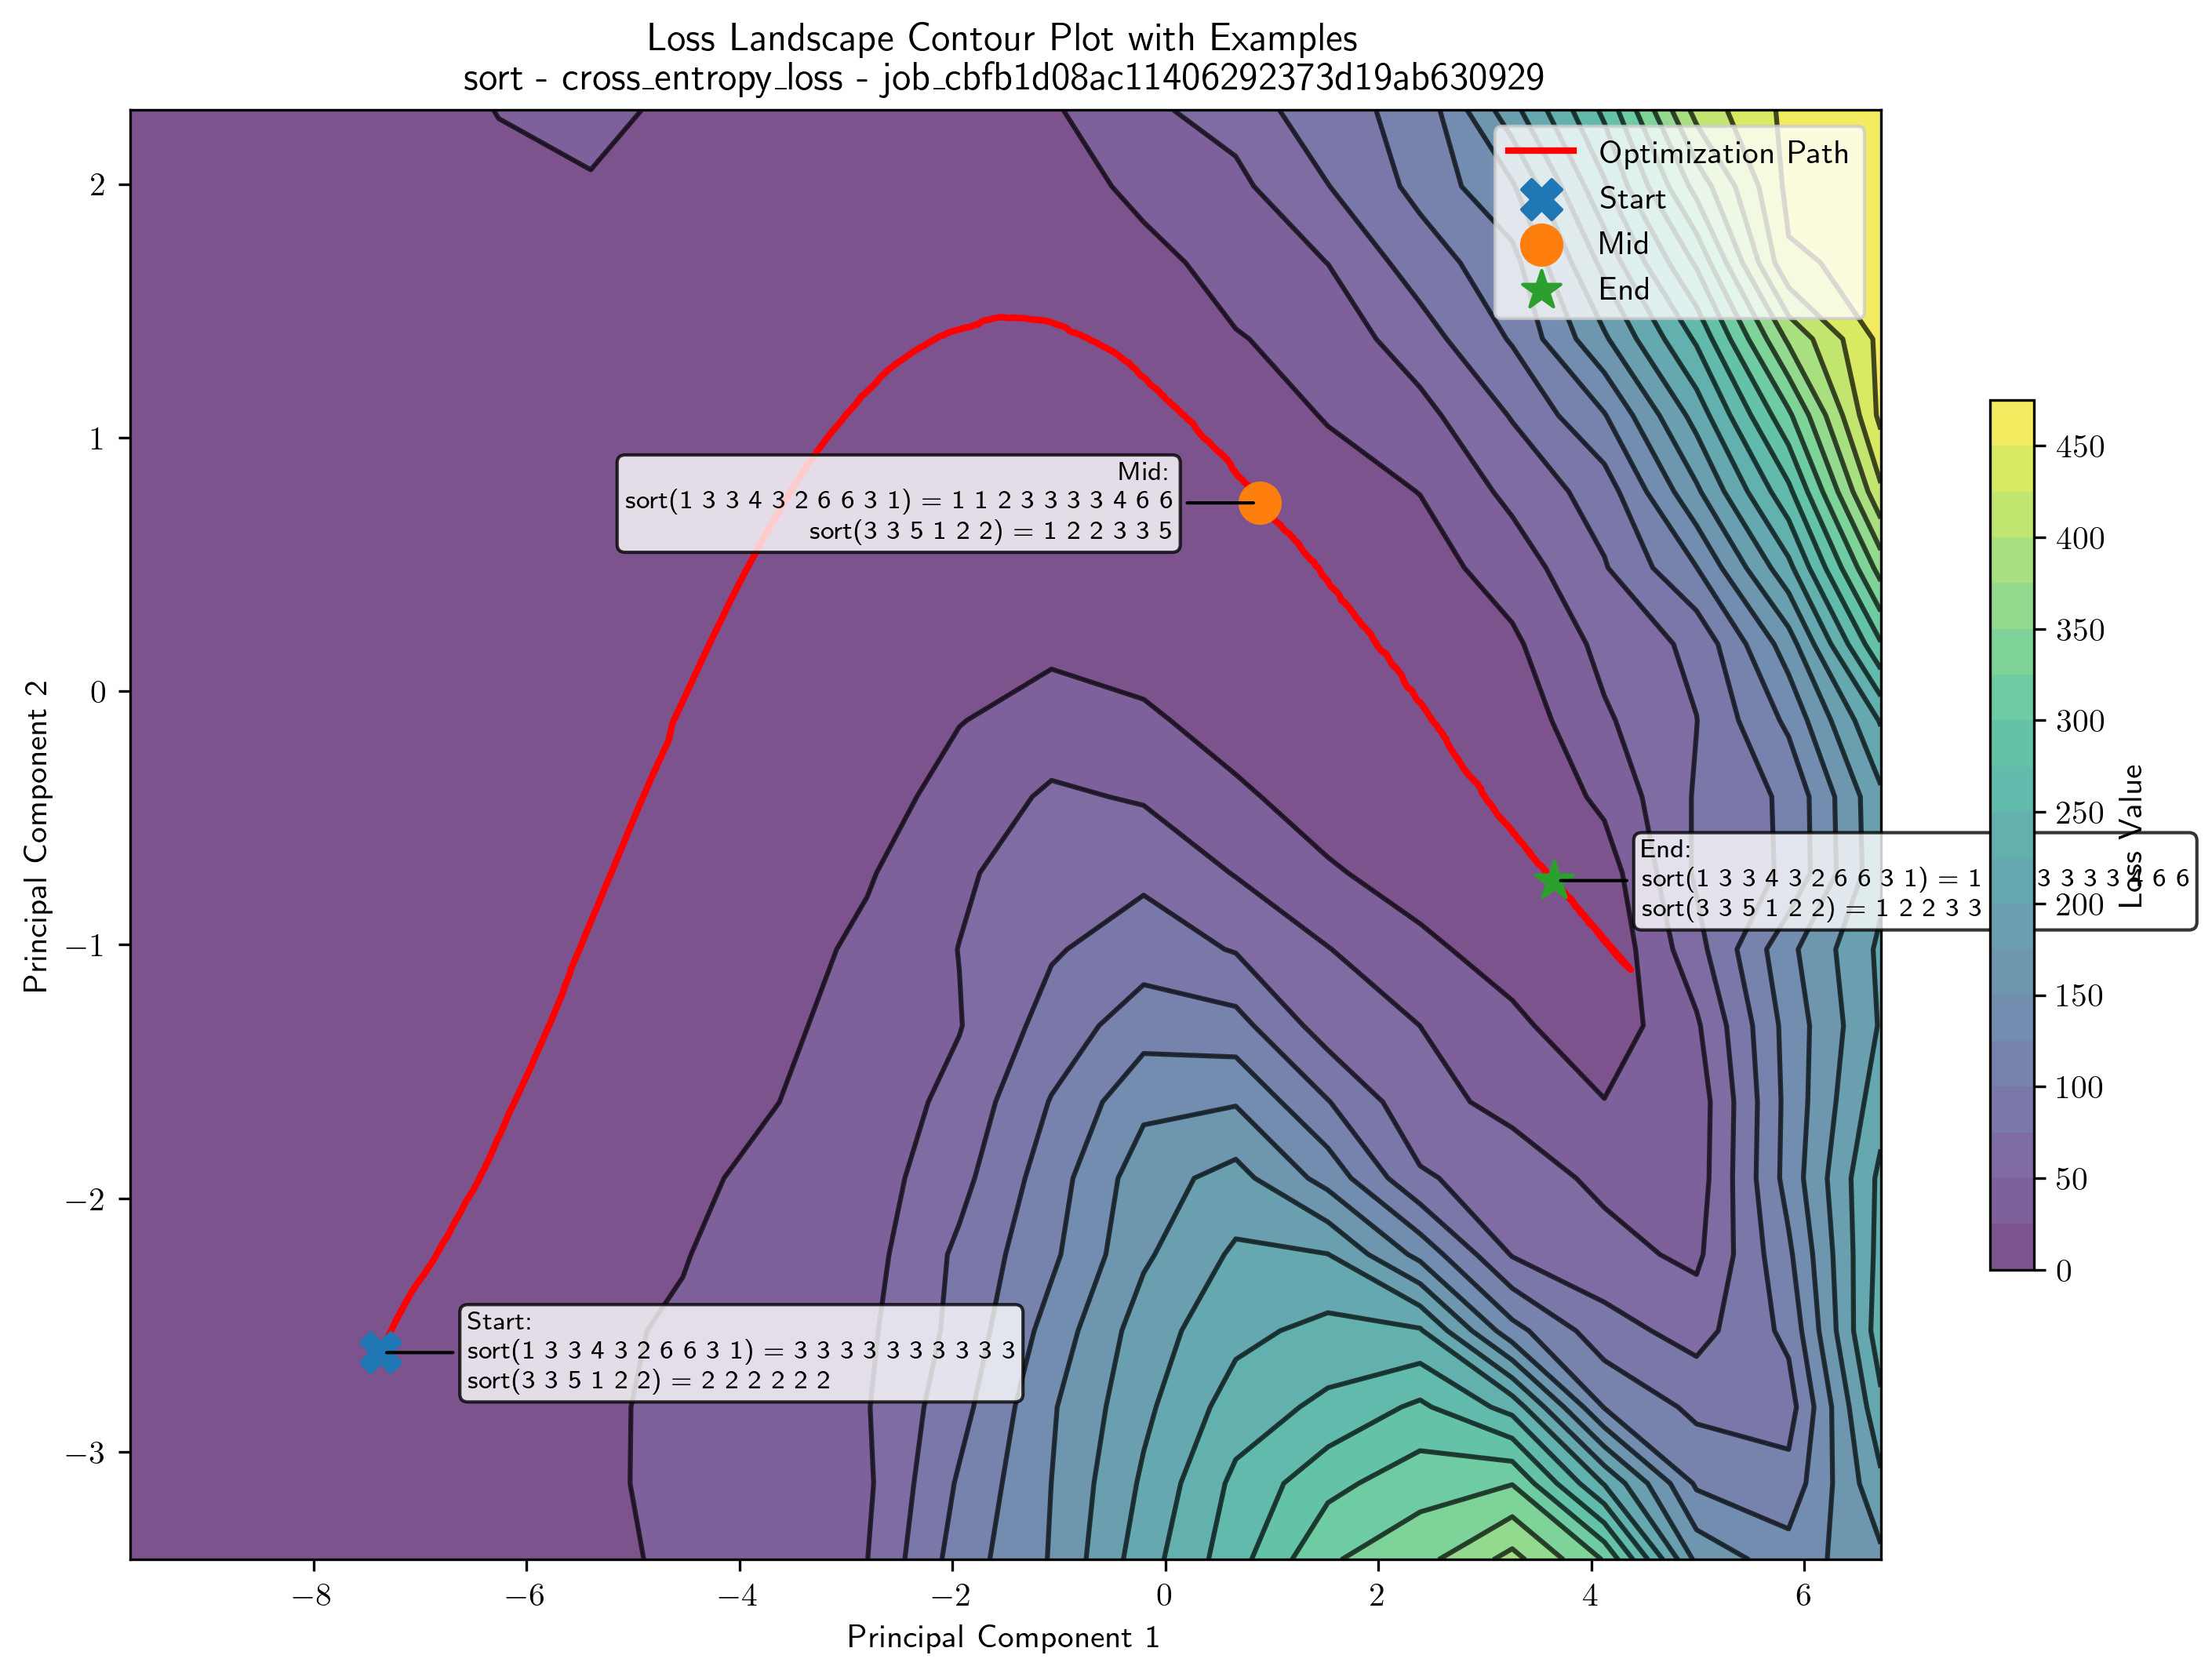 Loss Landscape Contour Plot with Examples
sort - cross_entropy_loss - job_cbfb1d08ac11406292373d19ab630929
Optimization Path
Start
Mid
End
Mid:
sort(1 3 3 4 3 2 6 6 3 1) = 1 1 2 3 3 3 3 4 6 6
sort(3 3 5 1 2 2) = 1 2 2 3 3 5
End:
sort(1 3 3 4 3 2 6 6 3 1) = 1 3 3 3 3 4 6 6
sort(3 3 5 1 2 2) = 1 2 2 3 3
Start:
sort(1 3 3 4 3 2 6 6 3 1) = 3 3 3 3 3 3 3 3 3 3
sort(3 3 5 1 2 2) = 2 2 2 2 2 2
2
1
0
−1
−2
−3
Principal Component 2
−8
−6
−4
−2
0
2
4
6
Principal Component 1
450
400
350
300
250
200
150
100
50
0
Loss Value